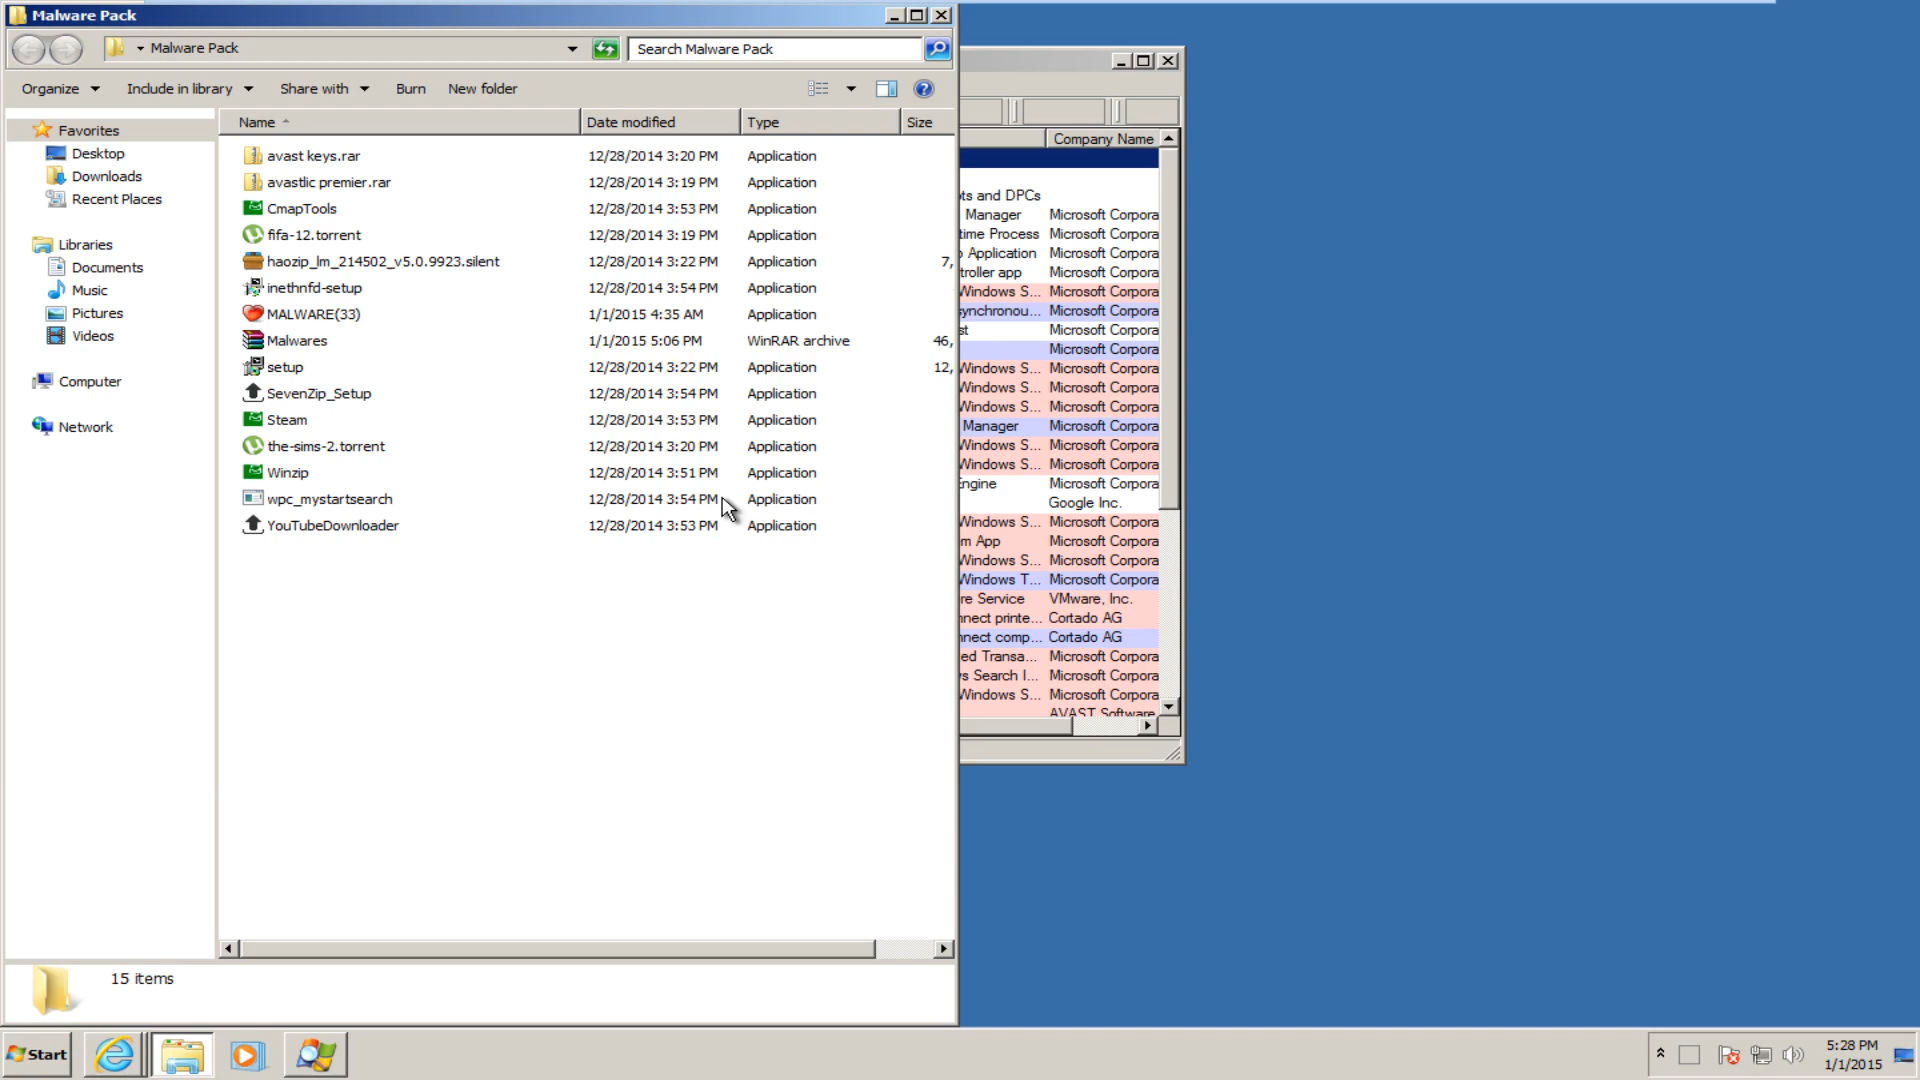 Malware Pack
Malware Pack
Search Malware Pack
Organize
Include in library
Share with
Burn
New folder
Favorites
Desktop
Downloads
Recent Places
Libraries
Documents
Music
Pictures
Videos
Computer
Network
Name Date modified Type Size
avast keys.rar 12/28/2014 3:20 PM Application
avastlic premier.rar 12/28/2014 3:19 PM Application
CmapTools 12/28/2014 3:53 PM Application
fifa-12.torrent 12/28/2014 3:19 PM Application
haozip_lm_214502_v5.0.9923.silent 12/28/2014 3:22 PM Application 7,
inethnfd-setup 12/28/2014 3:54 PM Application
MALWARE(33) 1/1/2015 4:35 AM Application
Malwares 1/1/2015 5:06 PM WinRAR archive 46,
setup 12/28/2014 3:22 PM Application 12,
SevenZip_Setup 12/28/2014 3:54 PM Application
Steam 12/28/2014 3:53 PM Application
the-sims-2.torrent 12/28/2014 3:20 PM Application
Winzip 12/28/2014 3:51 PM Application
wpc_mystartsearch 12/28/2014 3:54 PM Application
YouTubeDownloader 12/28/2014 3:53 PM Application
15 items
Company Name
and DPCs
Manager Microsoft Corpora
Process Microsoft Corpora
Application Microsoft Corpora
app Microsoft Corpora
Windows S... Microsoft Corpora
Microsoft Corpora
Microsoft Corpora
Microsoft Corpora
Windows S... Microsoft Corpora
Windows S... Microsoft Corpora
Windows S... Microsoft Corpora
Manager Microsoft Corpora
Windows S... Microsoft Corpora
Windows S... Microsoft Corpora
Engine Microsoft Corpora
Google Inc.
Windows S... Microsoft Corpora
App Microsoft Corpora
Windows S... Microsoft Corpora
Windows T... Microsoft Corpora
Service VMware, Inc.
printe... Cortado AG
comp... Cortado AG
Transa... Microsoft Corpora
Search I... Microsoft Corpora
Windows S... Microsoft Corpora
AVAST Software
Start
5:28 PM
1/1/2015